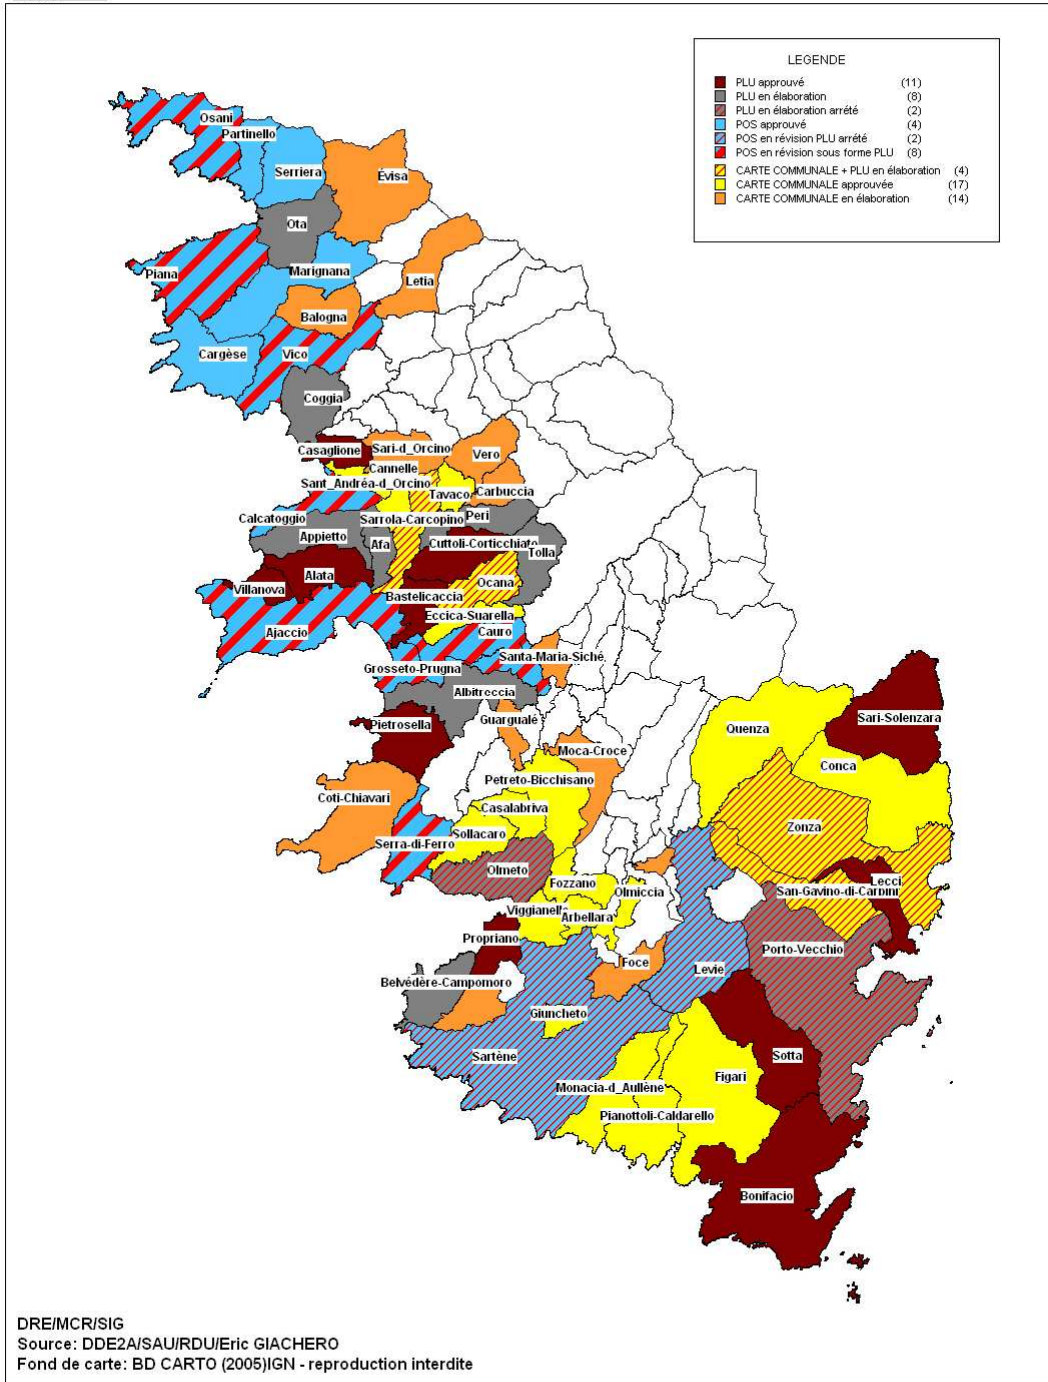 LEGENDE
PLU approuvé (11)
PLU en élaboration (8)
PLU en élaboration arrété (2)
POS approuvé (4)
POS en révision PLU arrété (2)
POS en révision sous forme PLU (8)
CARTE COMMUNALE + PLU en élaboration (4)
CARTE COMMUNALE approuvée (17)
CARTE COMMUNALE en élaboration (14)
Osani
Partinello
Serriera
Évisa
Ota
Marignana
Piana
Letia
Balogna
Cargèse
Vico
Coggia
Casaglione
Sari-d_Orcino
Vero
Cannelle
Sant_Andréa-d_Orcino
Tavaco
Carbuccia
Calcatoggio
Sarrola-Carcopino
Peri
Appietto
Afa
Cuttoli-Corticchiato
Tolla
Alata
Villanova
Ocana
Bastelicaccia
Eccica-Suarella
Ajaccio
Cauro
Santa-Maria-Siché
Grosseto-Prugna
Albitreccia
Pietrosella
Guargualé
Sari-Solenzara
Quenza
Moca-Croce
Conca
Petreto-Bicchisano
Coti-Chiavari
Casalabriva
Zonza
Sollacaro
Serra-di-Ferro
Olmeto
Lecci
Fozzano
Olmiccia
San-Gavino-di-Carbini
Viggianello
Arbellara
Propriano
Porto-Vecchio
Foce
Levie
Belvédère-Campomoro
Giuncheto
Sartène
Sotta
Figari
Monacia-d_Aullène
Pianottoli-Caldarello
Bonifacio
DRE/MCR/SIG
Source: DDE2A/SAU/RDU/Eric GIACHERO
Fond de carte: BD CARTO (2005)IGN - reproduction interdite